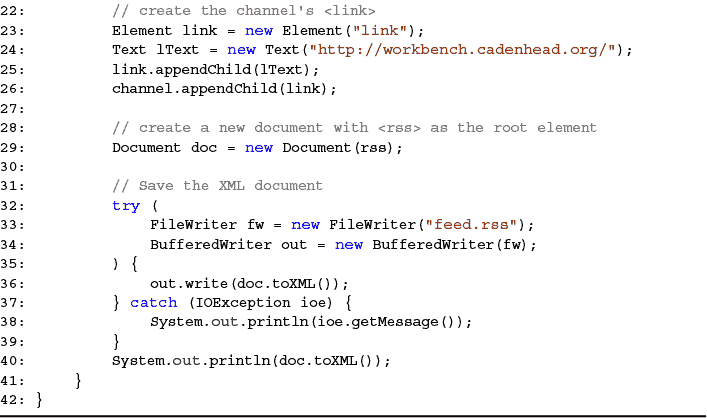 22:         // create the channel's <link>
23:         Element link = new Element("link");
24:         Text lText = new Text("http://workbench.cadenhead.org/");
25:         link.appendChild(lText);
26:         channel.appendChild(link);
27:
28:         // create a new document with <rss> as the root element
29:         Document doc = new Document(rss);
30:
31:         // Save the XML document
32:         try (
33:             FileWriter fw = new FileWriter("feed.rss");
34:             BufferedWriter out = new BufferedWriter(fw);
35:         ) {
36:             out.write(doc.toXML());
37:         } catch (IOException ioe) {
38:             System.out.println(ioe.getMessage());
39:         }
40:         System.out.println(doc.toXML());
41:     }
42: }